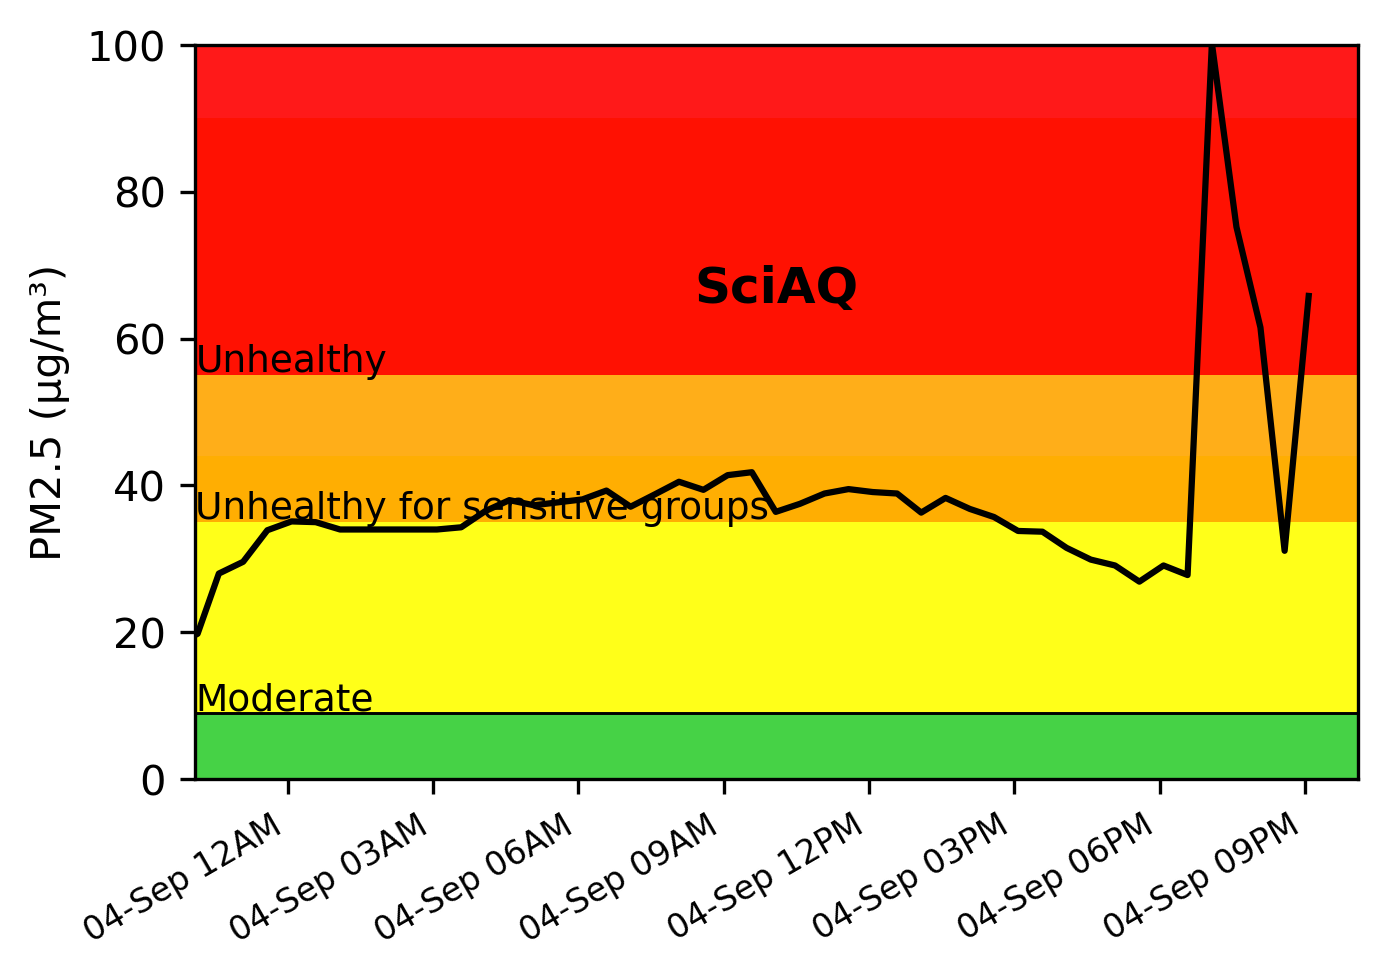 100
80
60
40
20
0
PM2.5 (µg/m³)
SciAQ
Unhealthy
Unhealthy for sensitive groups
Moderate
04-Sep 12AM
04-Sep 03AM
04-Sep 06AM
04-Sep 09AM
04-Sep 12PM
04-Sep 03PM
04-Sep 06PM
04-Sep 09PM